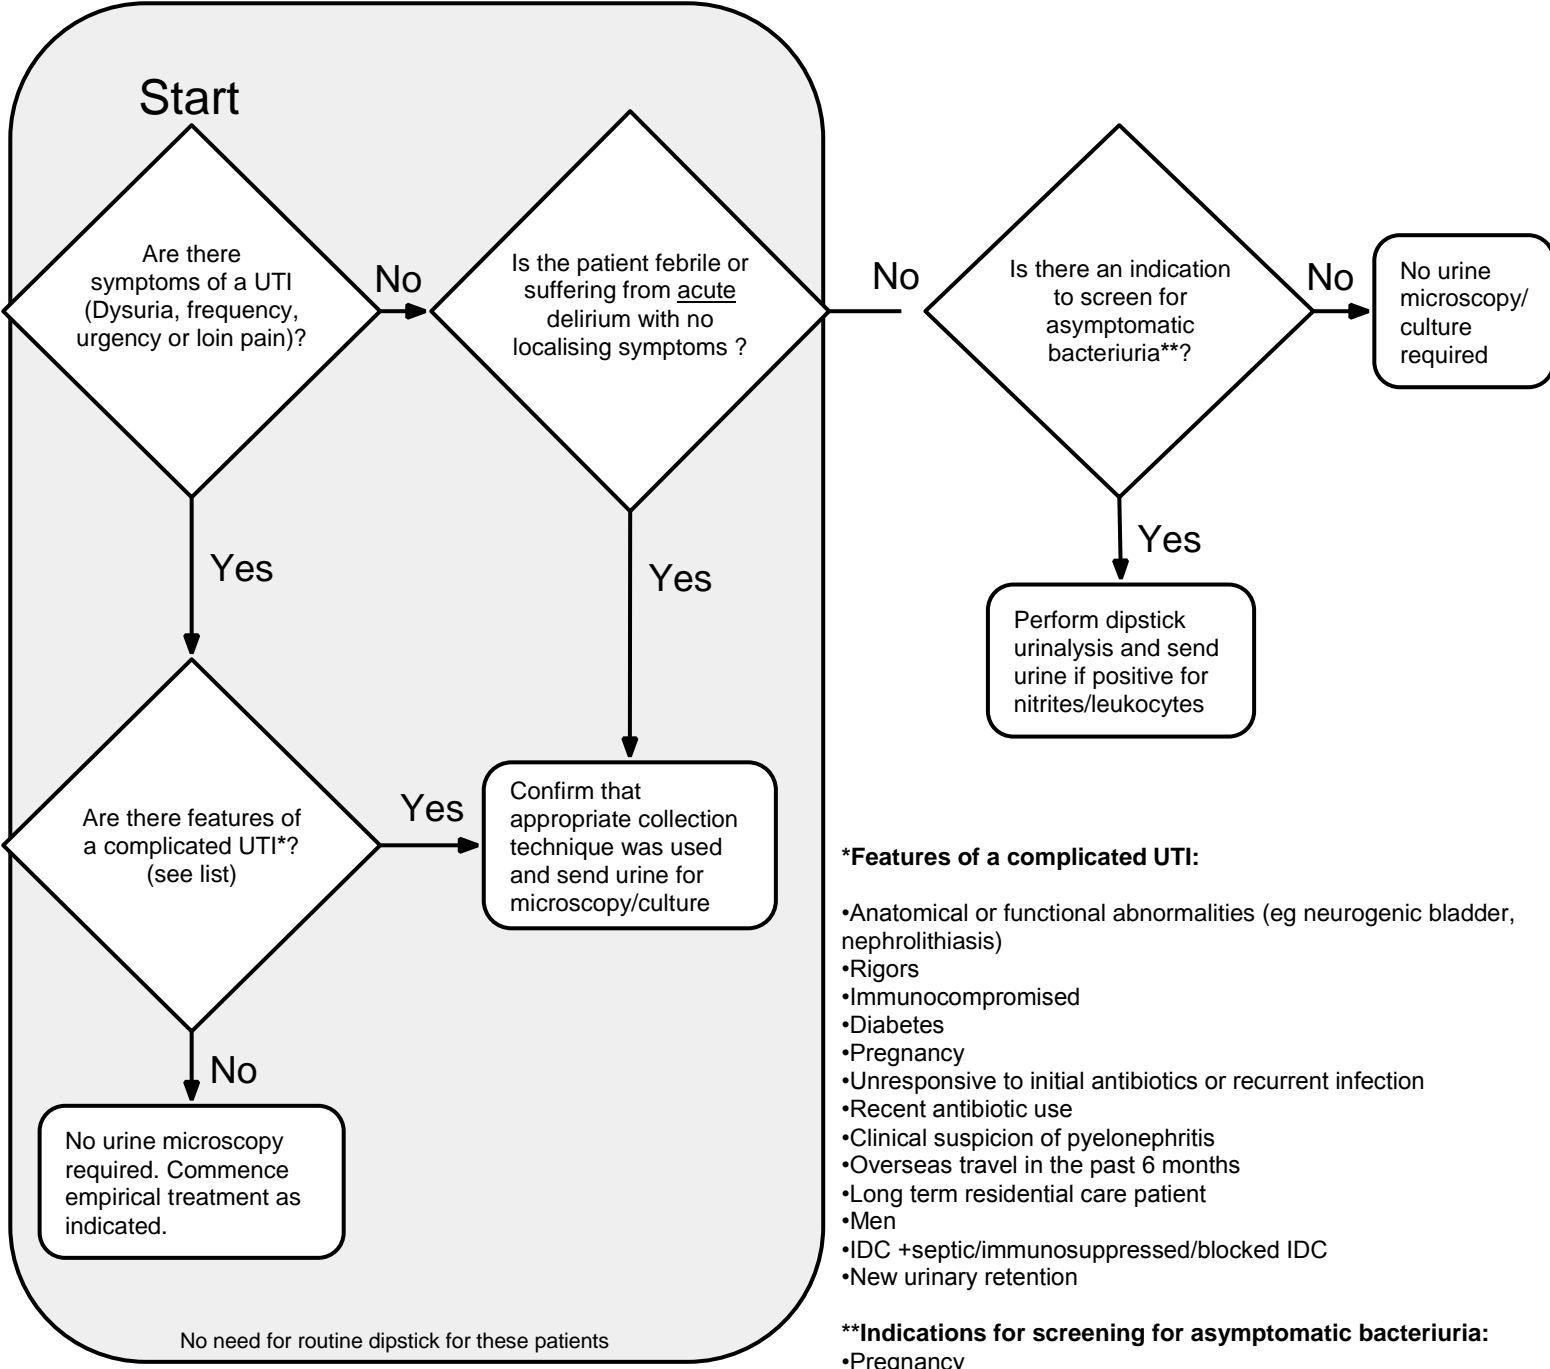 Start
Are there
symptoms of a UTI
(Dysuria, frequency,
urgency or loin pain)?
No
Is the patient febrile or
suffering from acute
delirium with no
localising symptoms ?
No
Is there an indication
to screen for
asymptomatic
bacteriuria**?
No
No urine
microscopy/
culture
required
Yes
Yes
Yes
Perform dipstick
urinalysis and send
urine if positive for
nitrites/leukocytes
Are there features of
a complicated UTI*?
(see list)
Yes
Confirm that
appropriate collection
technique was used
and send urine for
microscopy/culture
No
No urine microscopy
required. Commence
empirical treatment as
indicated.
No need for routine dipstick for these patients
*Features of a complicated UTI:
•Anatomical or functional abnormalities (eg neurogenic bladder,
nephrolithiasis)
•Rigors
•Immunocompromised
•Diabetes
•Pregnancy
•Unresponsive to initial antibiotics or recurrent infection
•Recent antibiotic use
•Clinical suspicion of pyelonephritis
•Overseas travel in the past 6 months
•Long term residential care patient
•Men
•IDC +septic/immunosuppressed/blocked IDC
•New urinary retention
**Indications for screening for asymptomatic bacteriuria:
•Pregnancy